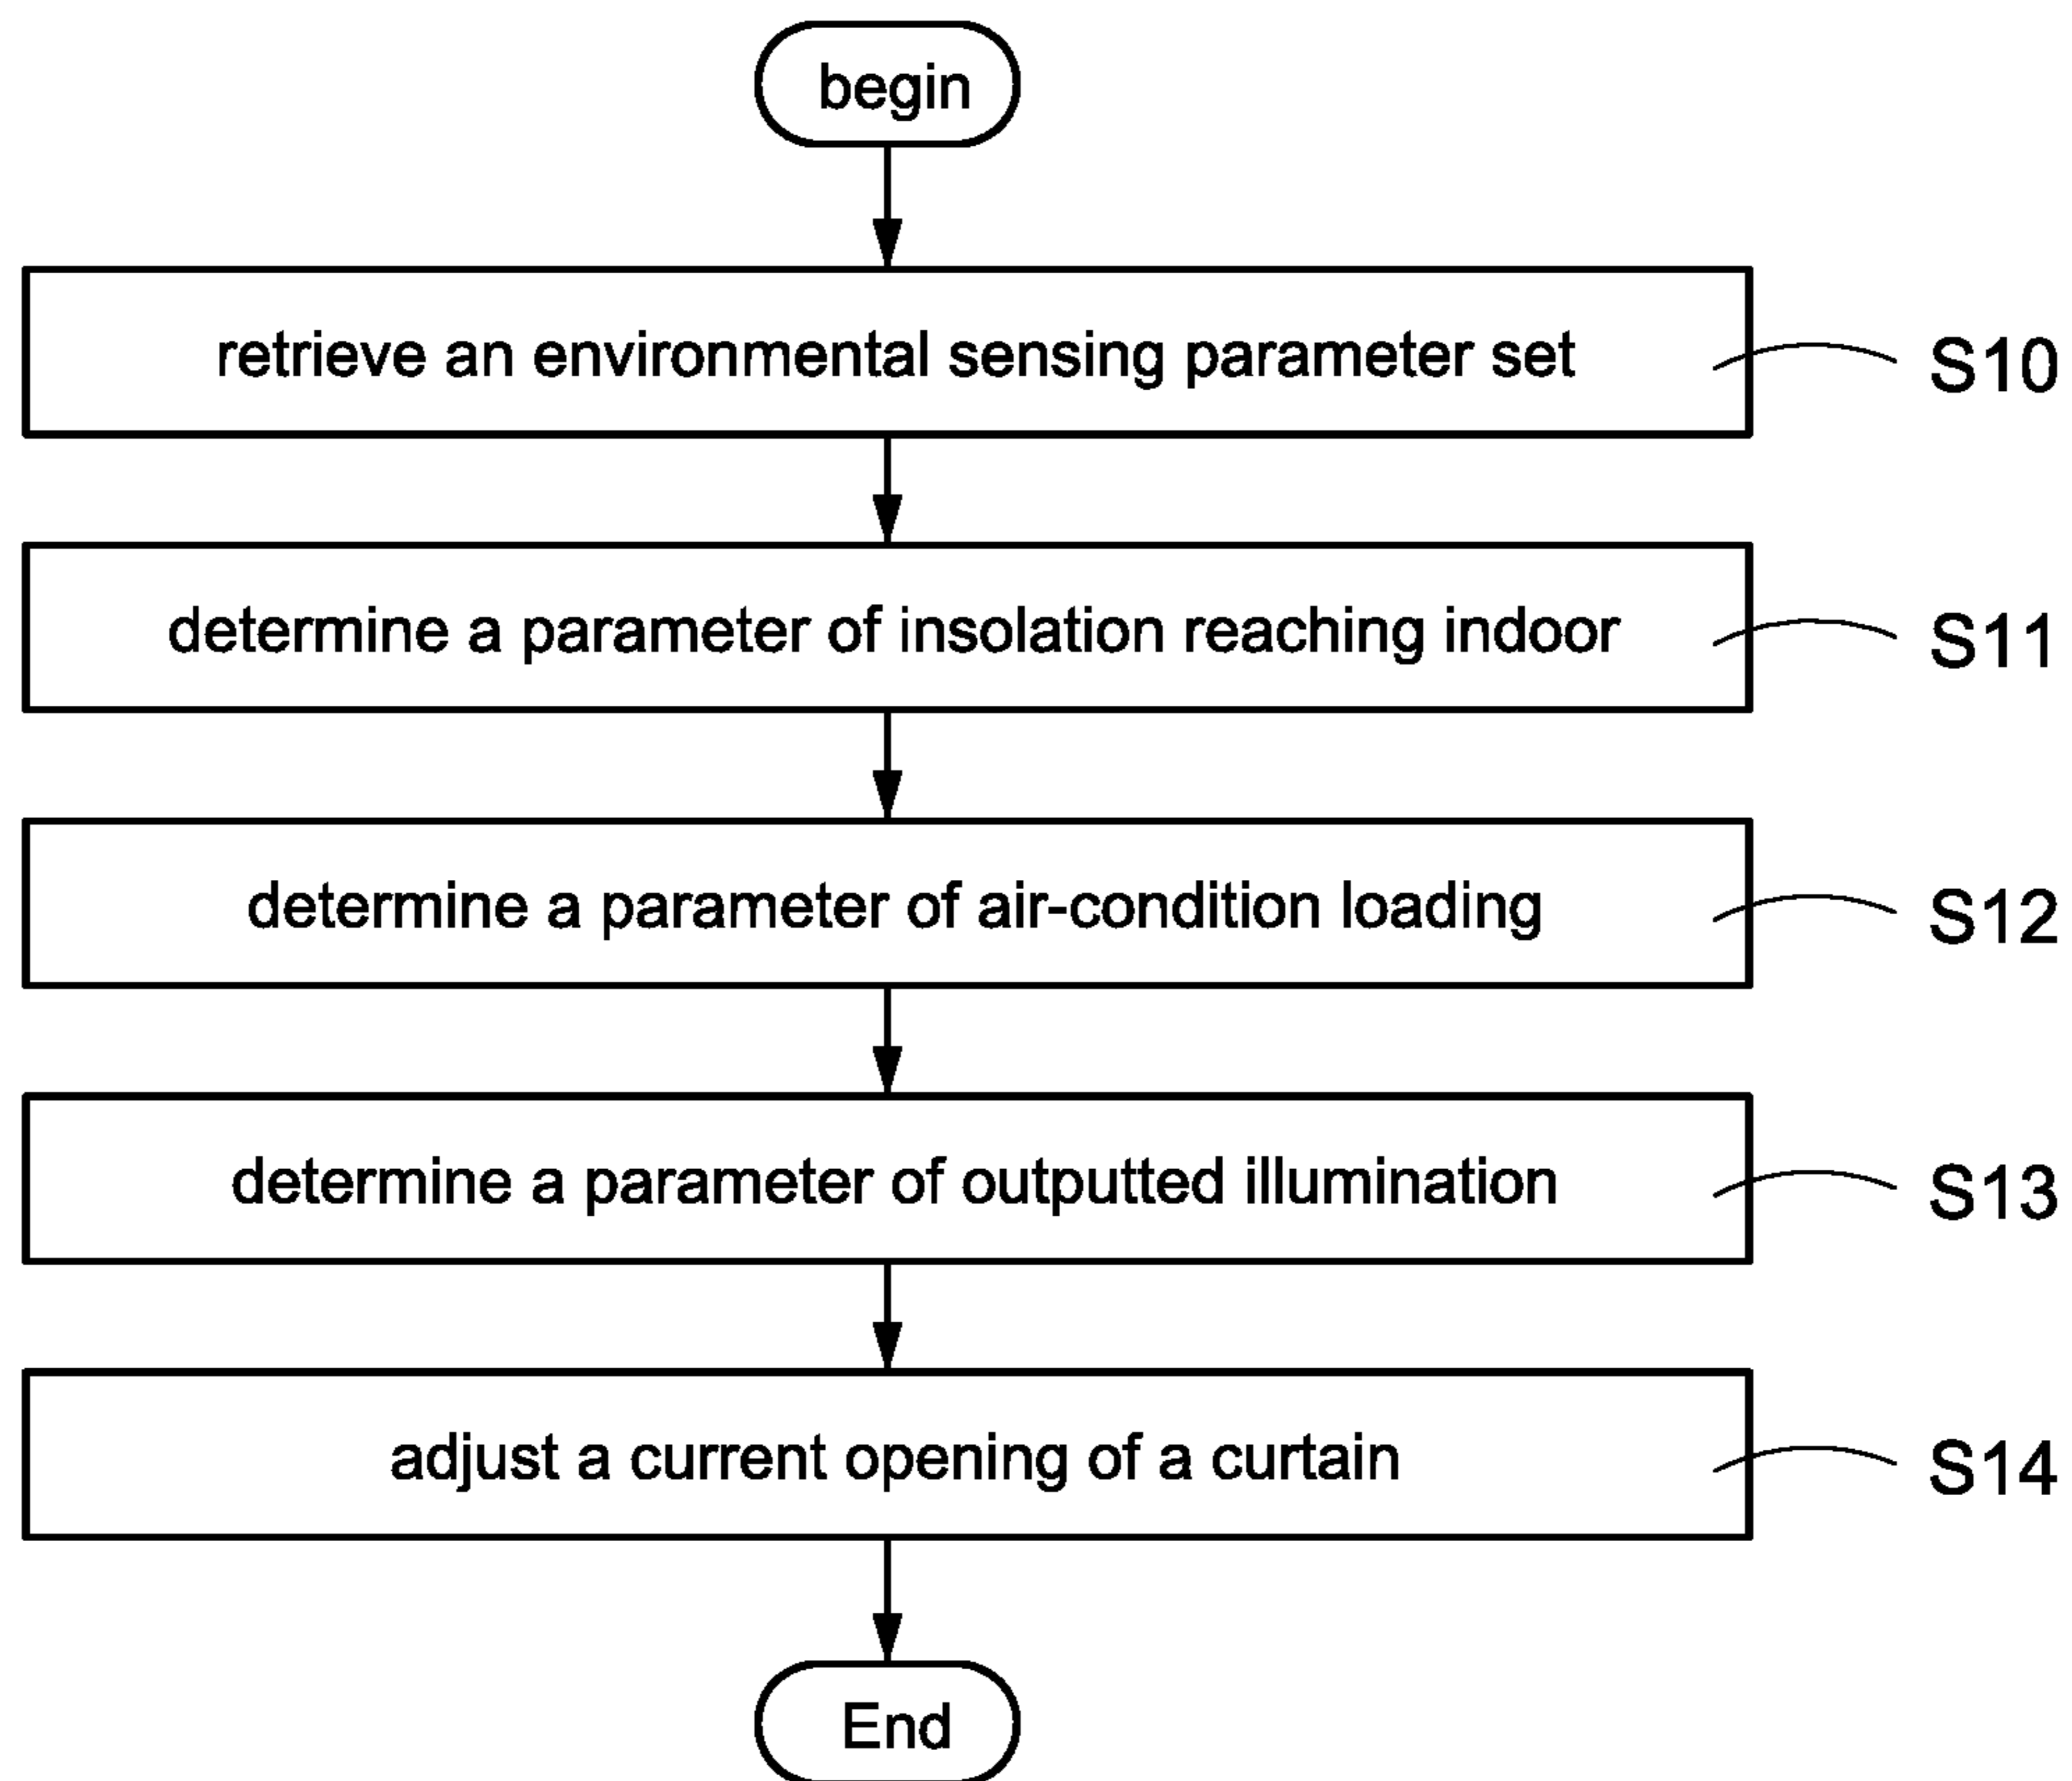 begin
retrieve an environmental sensing parameter set
S10
determine a parameter of insolation reaching indoor
S11
determine a parameter of air-condition loading
S12
determine a parameter of outputted illumination
S13
adjust a current opening of a curtain
S14
End